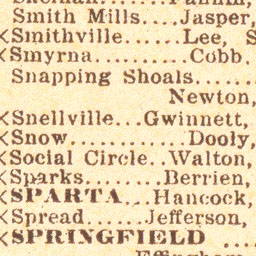 Smith Mills....Jasper,
Smithville......Lee, S
Smyrna..........Cobb,
Snapping Shoals.......
Newton,
Snellville...Gwinnett,
Snow............Dooly,
Social Circle..Walton,
Sparks........Berrien,
SPARTA...Hancock,
Spread......Jefferson,
SPRINGFIELD ....